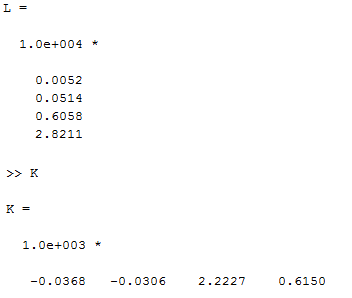 L =
1.0e+004 *
0.0052
0.0514
0.6058
2.8211
>> K
K =
1.0e+003 *
-0.0368 -0.0306 2.2227 0.6150